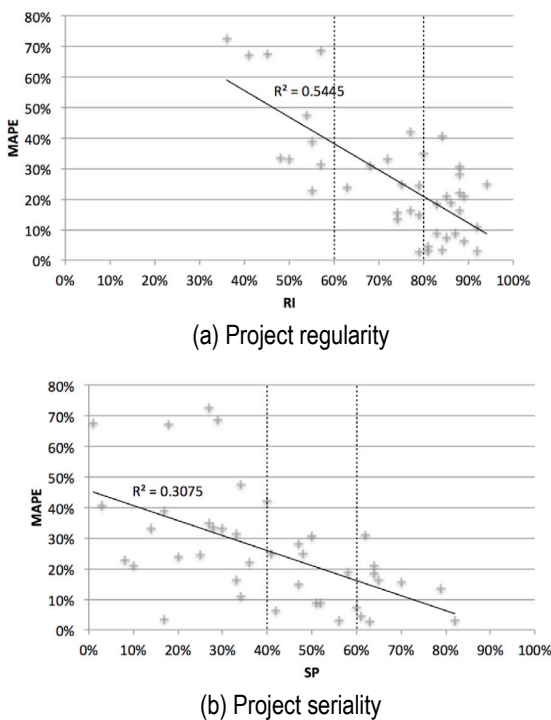 80%
70%
60%
50%
40%
30%
20%
10%
0%
MAPE
R² = 0.5445
0% 10% 20% 30% 40% 50% 60% 70% 80% 90% 100%
RI
(a) Project regularity
80%
70%
60%
50%
40%
30%
20%
10%
0%
MAPE
R² = 0.3075
0% 10% 20% 30% 40% 50% 60% 70% 80% 90% 100%
SP
(b) Project seriality